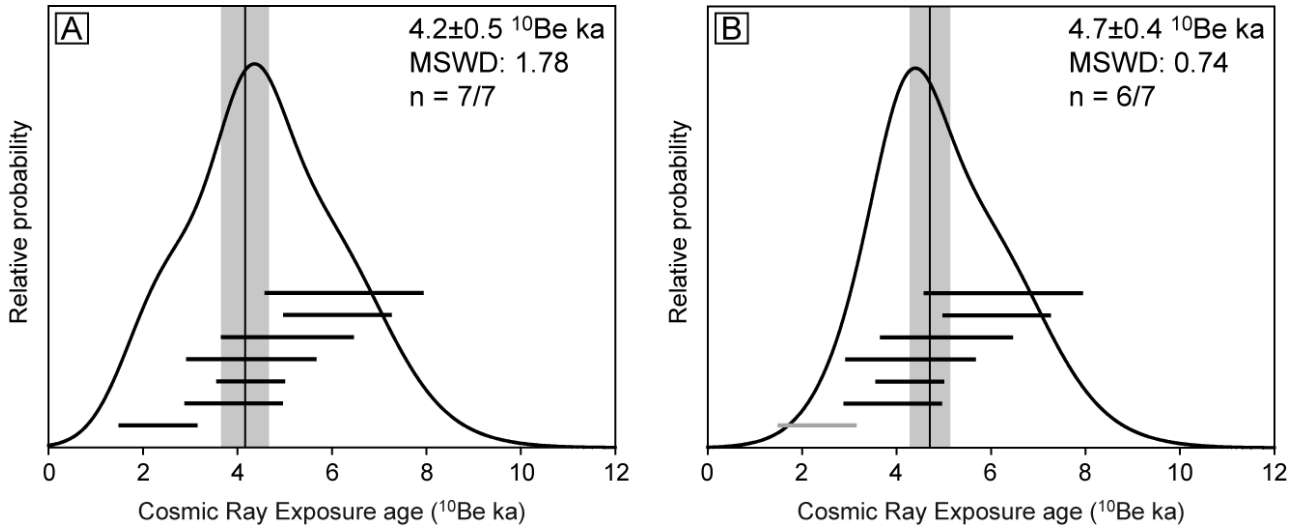 A
4.2±0.5 ¹⁰Be ka
MSWD: 1.78
n = 7/7
Relative probability
0 2 4 6 8 10 12
Cosmic Ray Exposure age (¹⁰Be ka)
B
4.7±0.4 ¹⁰Be ka
MSWD: 0.74
n = 6/7
Relative probability
0 2 4 6 8 10 12
Cosmic Ray Exposure age (¹⁰Be ka)